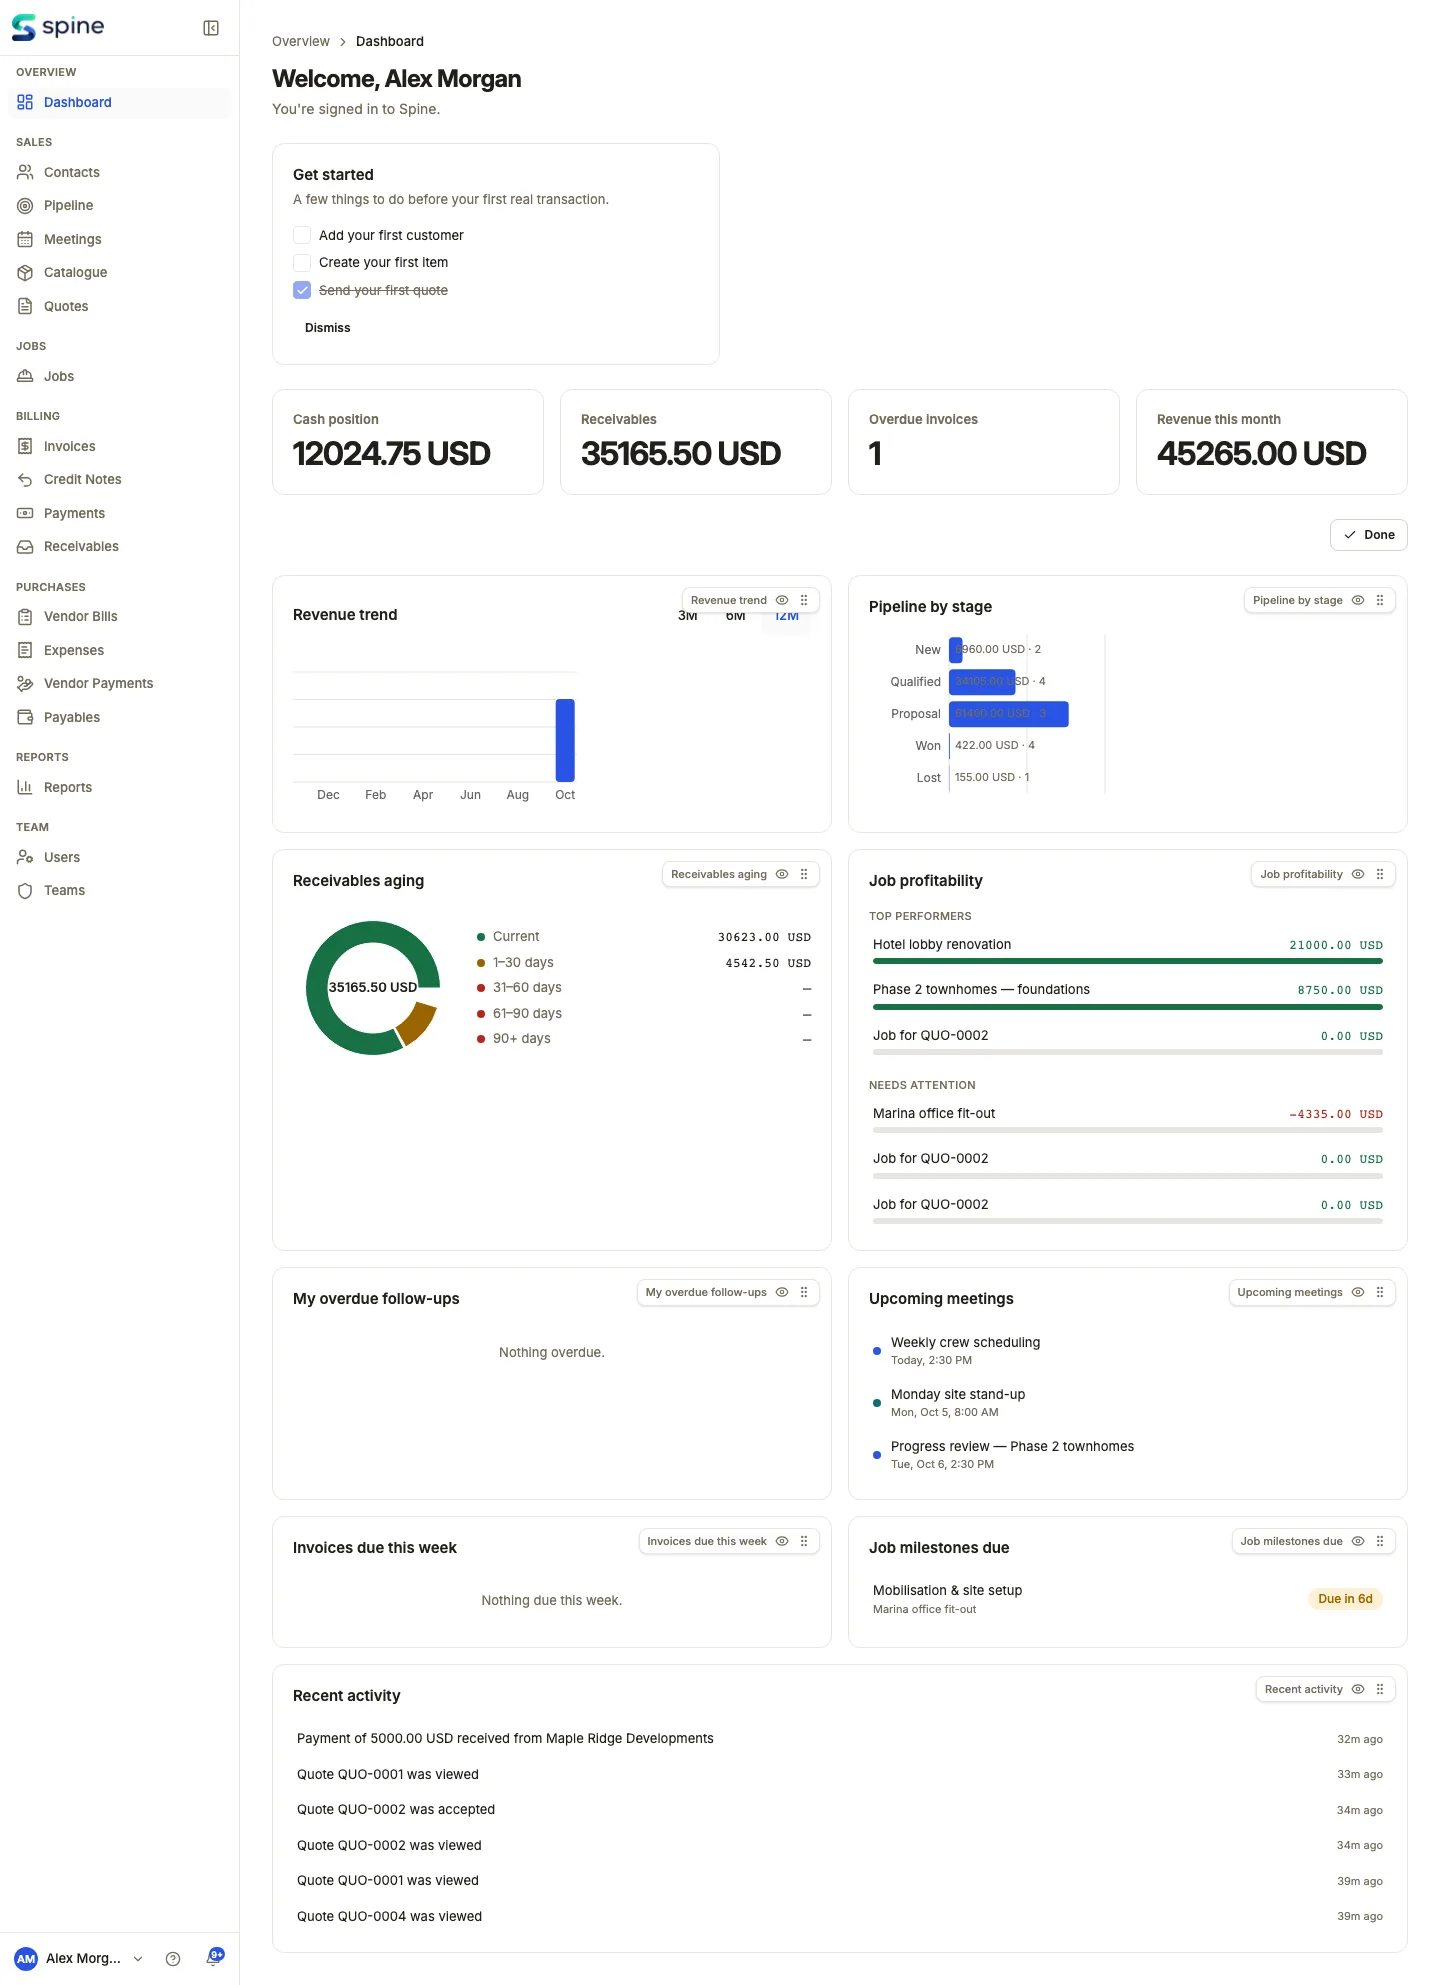 spine
OVERVIEW
Dashboard
SALES
Contacts
Pipeline
Meetings
Catalogue
Quotes
JOBS
Jobs
BILLING
Invoices
Credit Notes
Payments
Receivables
PURCHASES
Vendor Bills
Expenses
Vendor Payments
Payables
REPORTS
Reports
TEAM
Users
Teams
AM Alex Morg... 9+
Overview > Dashboard
Welcome, Alex Morgan
You're signed in to Spine.
Get started
A few things to do before your first real transaction.
Add your first customer
Create your first item
Send your first quote
Dismiss
Cash position
12024.75 USD
Receivables
35165.50 USD
Overdue invoices
1
Revenue this month
45265.00 USD
Done
Revenue trend
Revenue trend
3M 6M 12M
Dec Feb Apr Jun Aug Oct
Pipeline by stage
Pipeline by stage
New 6960.00 USD · 2
Qualified 34105.00 USD · 4
Proposal 61400.00 USD · 3
Won 422.00 USD · 4
Lost 155.00 USD · 1
Receivables aging
Receivables aging
35165.50 USD
Current 30623.00 USD
1–30 days 4542.50 USD
31–60 days –
61–90 days –
90+ days –
Job profitability
Job profitability
TOP PERFORMERS
Hotel lobby renovation 21000.00 USD
Phase 2 townhomes — foundations 8750.00 USD
Job for QUO-0002 0.00 USD
NEEDS ATTENTION
Marina office fit-out -4335.00 USD
Job for QUO-0002 0.00 USD
Job for QUO-0002 0.00 USD
My overdue follow-ups
My overdue follow-ups
Nothing overdue.
Upcoming meetings
Upcoming meetings
Weekly crew scheduling
Today, 2:30 PM
Monday site stand-up
Mon, Oct 5, 8:00 AM
Progress review — Phase 2 townhomes
Tue, Oct 6, 2:30 PM
Invoices due this week
Invoices due this week
Nothing due this week.
Job milestones due
Job milestones due
Mobilisation & site setup
Marina office fit-out
Due in 6d
Recent activity
Recent activity
Payment of 5000.00 USD received from Maple Ridge Developments 32m ago
Quote QUO-0001 was viewed 33m ago
Quote QUO-0002 was accepted 34m ago
Quote QUO-0002 was viewed 34m ago
Quote QUO-0001 was viewed 39m ago
Quote QUO-0004 was viewed 39m ago